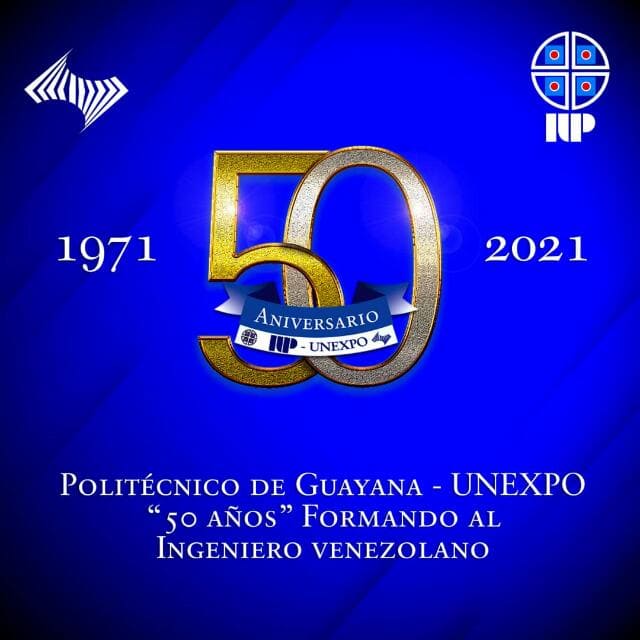 IUP
50
1971
2021
ANIVERSARIO
IUP - UNEXPO
POLITÉCNICO DE GUAYANA - UNEXPO
“50 AÑOS” FORMANDO AL
INGENIERO VENEZOLANO